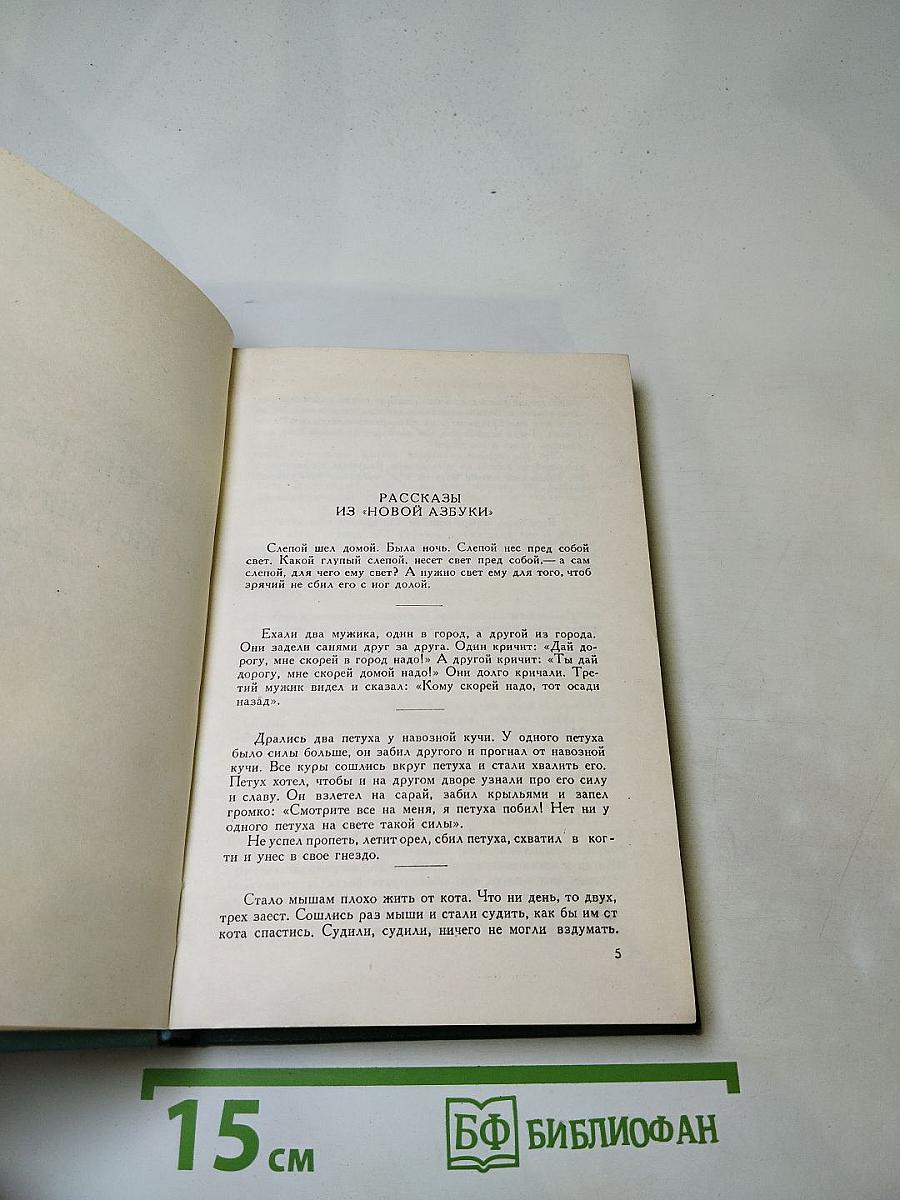 РАССКАЗЫ
ИЗ «НОВОЙ АЗБУКИ»
Слепой шел домой. Была ночь. Слепой нес пред собой
свет. Какой глупый слепой, несет свет пред собой,— а сам
слепой, для чего ему свет? А нужно свет ему для того, чтоб
зрячий не сбил его с ног долой.
Ехали два мужика, один в город, а другой из города.
Они задели санями друг за друга. Один кричит: «Дай до-
рогу, мне скорей в город надо!» А другой кричит: «Ты дай
дорогу, мне скорей домой надо!» Они долго кричали. Тре-
тий мужик видел и сказал: «Кому скорей надо, тот осади
назад».
Дрались два петуха у навозной кучи. У одного петуха
было силы больше, он забил другого и прогнал от навозной
кучи. Все куры сошлись вкруг петуха и стали хвалить его.
Петух хотел, чтобы и на другом дворе узнали про его силу
и славу. Он взлетел на сарай, забил крыльями и запел
громко: «Смотрите все на меня, я петуха побил! Нет ни у
одного петуха на свете такой силы».
Не успел пропеть, летит орел, сбил петуха, схватил в ког-
ти и унес в свое гнездо.
Стало мышам плохо жить от кота. Что ни день, то двух,
трех заест. Сошлись раз мыши и стали судить, как бы им от
кота спастись. Судили, судили, ничего не могли вздумать.
5
15 см
БФ БИБЛИОФАН